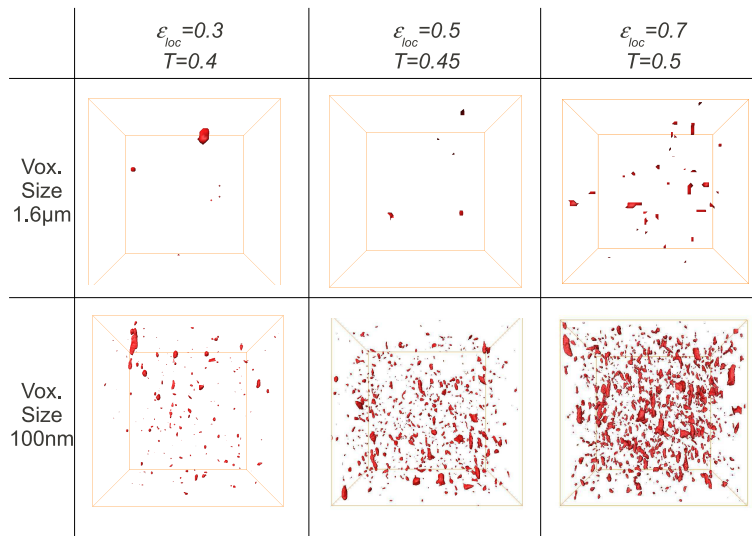 ε_loc=0.3
T=0.4
ε_loc=0.5
T=0.45
ε_loc=0.7
T=0.5
Vox.
Size
1.6µm
Vox.
Size
100nm